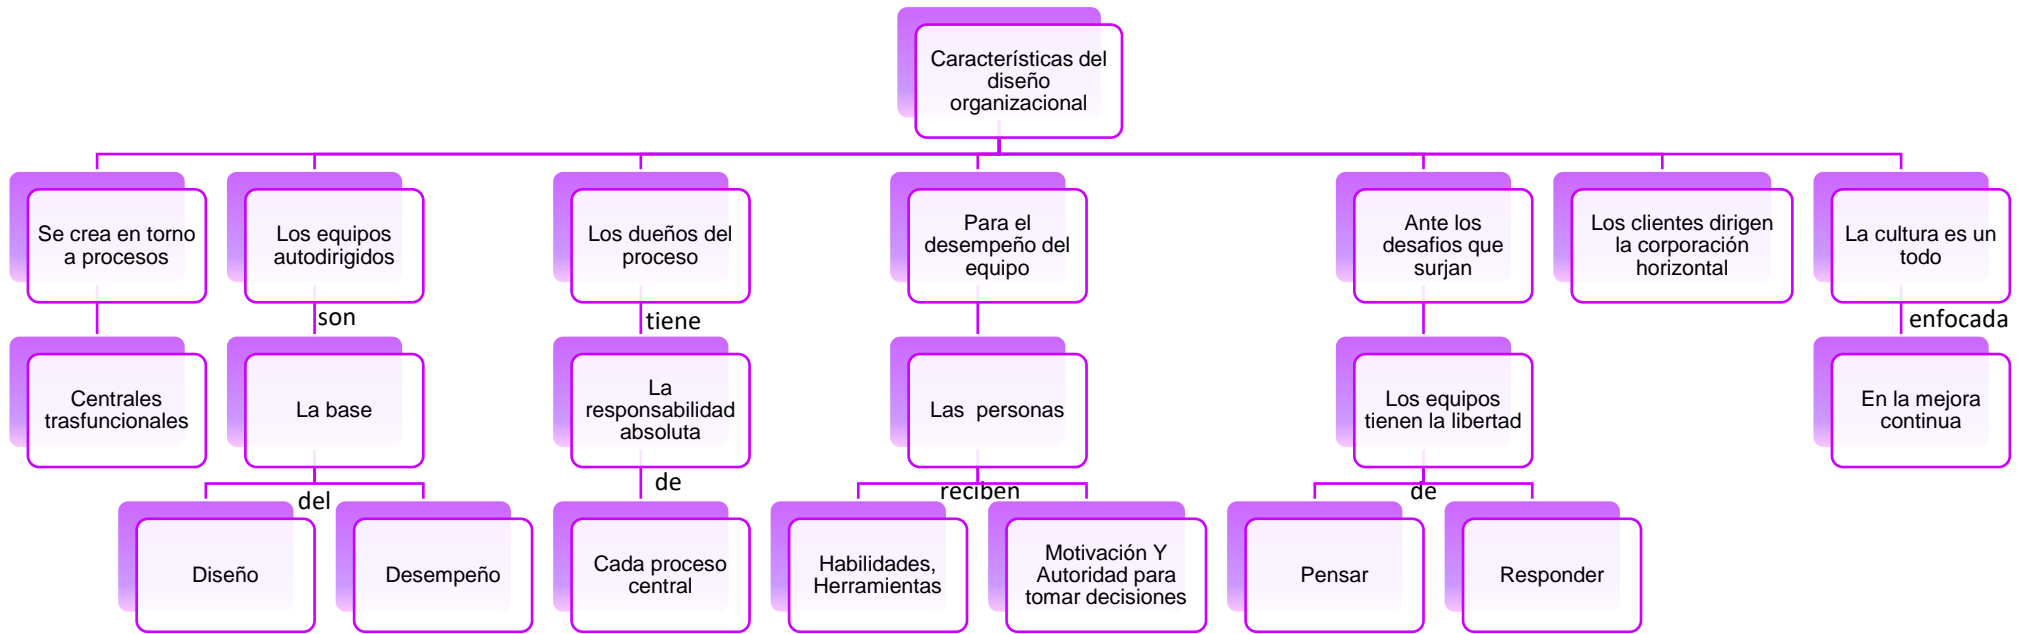 Características del
diseño
organizacional
Se crea en torno
a procesos
Los equipos
autodirigidos
Los dueños del
proceso
Para el
desempeño del
equipo
Ante los
desafios que
surjan
Los clientes dirigen
la corporación
horizontal
La cultura es un
todo
son
tiene
enfocada
Centrales
trasfuncionales
La base
La
responsabilidad
absoluta
Las personas
Los equipos
tienen la libertad
En la mejora
continua
del
de
reciben
de
Diseño
Desempeño
Cada proceso
central
Habilidades,
Herramientas
Motivación Y
Autoridad para
tomar decisiones
Pensar
Responder